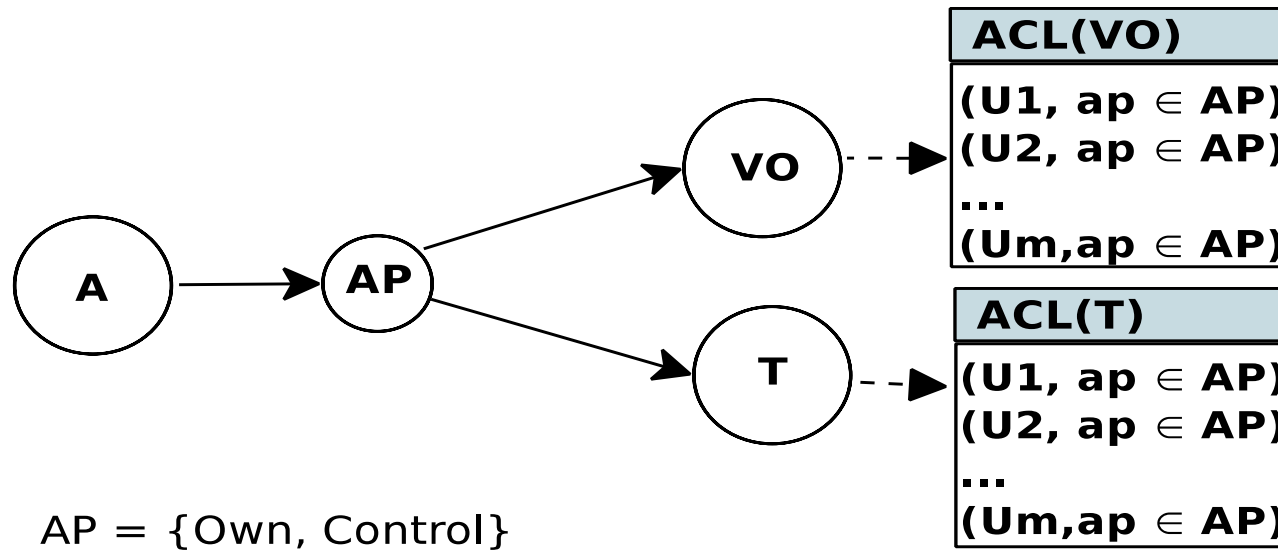 A
AP
VO
T
ACL(VO)
(U1, ap ∈ AP)
(U2, ap ∈ AP)
...
(Um,ap ∈ AP)
ACL(T)
(U1, ap ∈ AP)
(U2, ap ∈ AP)
...
(Um,ap ∈ AP)
AP = {Own, Control}